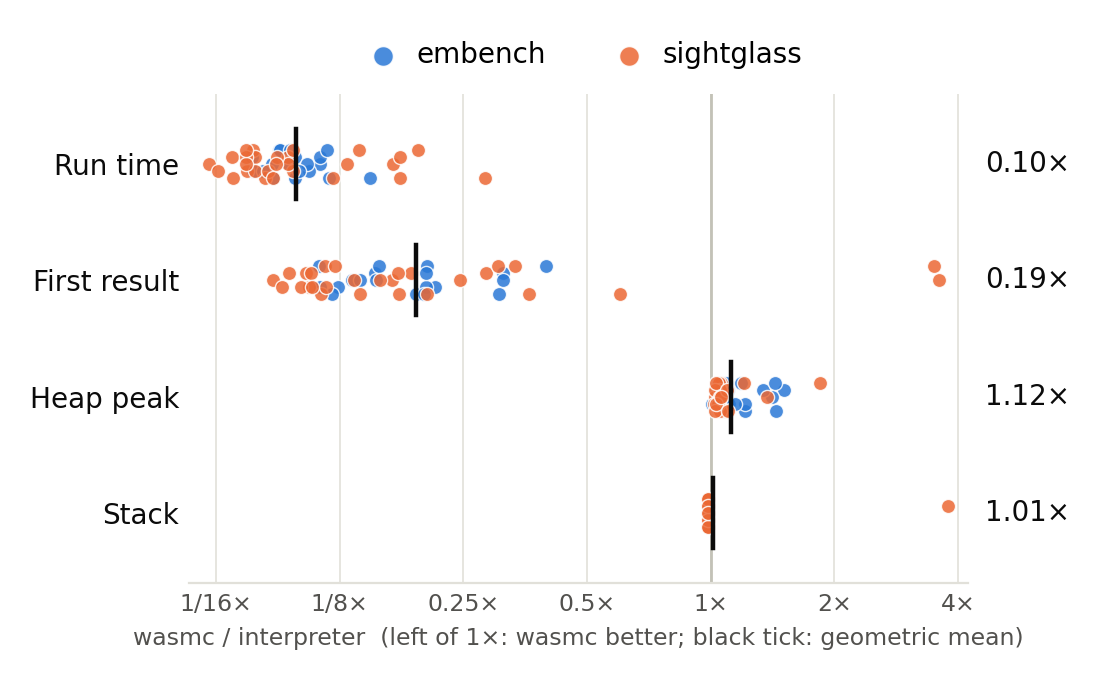 embench sightglass
Run time 0.10×
First result 0.19×
Heap peak 1.12×
Stack 1.01×
1/16× 1/8× 0.25× 0.5× 1× 2× 4×
wasmc / interpreter (left of 1×: wasmc better; black tick: geometric mean)